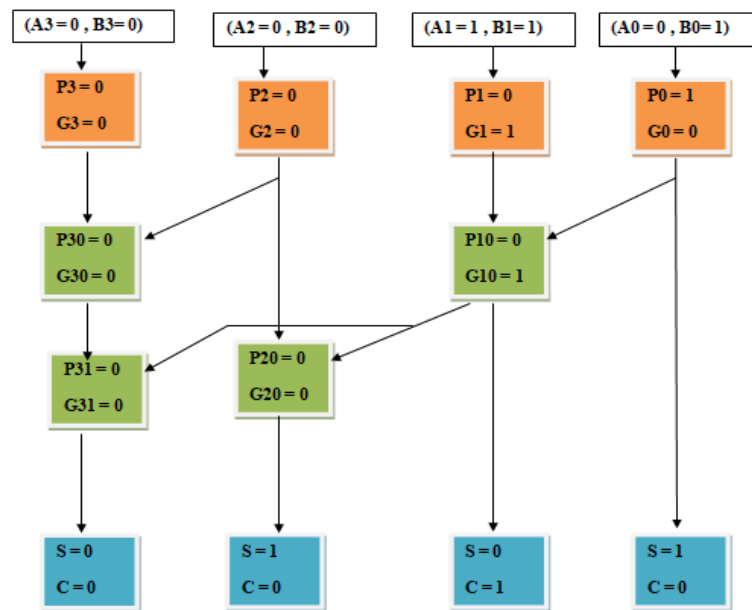 (A3 = 0 , B3= 0)
(A2 = 0 , B2 = 0)
(A1 = 1 , B1= 1)
(A0 = 0 , B0= 1)
P3 = 0
G3 = 0
P2 = 0
G2 = 0
P1 = 0
G1 = 1
P0 = 1
G0 = 0
P30 = 0
G30 = 0
P10 = 0
G10 = 1
P31 = 0
G31 = 0
P20 = 0
G20 = 0
S = 0
C = 0
S = 1
C = 0
S = 0
C = 1
S = 1
C = 0